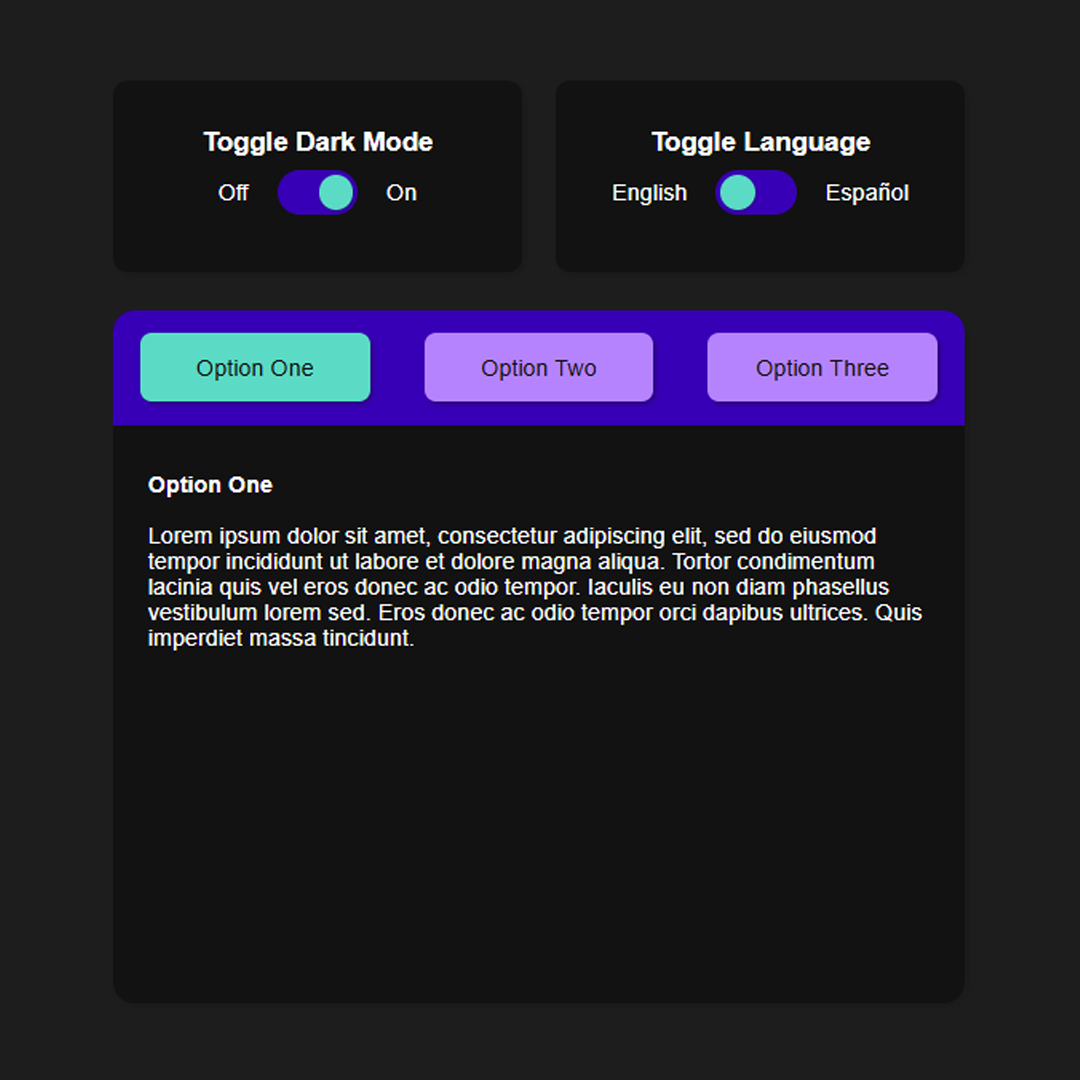 Toggle Dark Mode
Off On
Toggle Language
English Español
Option One Option Two Option Three
Option One
Lorem ipsum dolor sit amet, consectetur adipiscing elit, sed do eiusmod
tempor incididunt ut labore et dolore magna aliqua. Tortor condimentum
lacinia quis vel eros donec ac odio tempor. Iaculis eu non diam phasellus
vestibulum lorem sed. Eros donec ac odio tempor orci dapibus ultrices. Quis
imperdiet massa tincidunt.